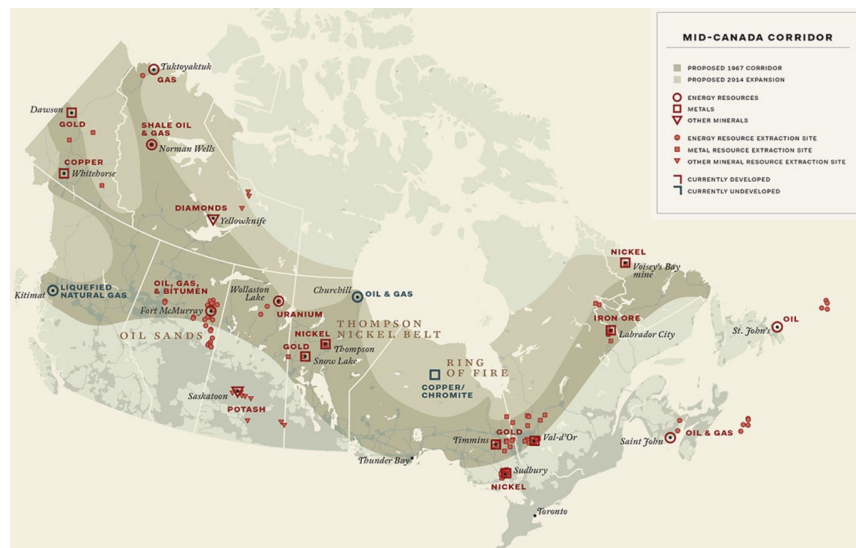 MID-CANADA CORRIDOR
PROPOSED 1967 CORRIDOR
PROPOSED 2014 EXPANSION
ENERGY RESOURCES
METALS
OTHER MINERALS
ENERGY RESOURCE EXTRACTION SITE
METAL RESOURCE EXTRACTION SITE
OTHER MINERAL RESOURCE EXTRACTION SITE
CURRENTLY DEVELOPED
CURRENTLY UNDEVELOPED
Tuktoyaktuk
GAS
Dawson
GOLD
SHALE OIL
& GAS
Norman Wells
COPPER
Whitehorse
DIAMONDS
Yellowknife
NICKEL
Voisey's Bay
mine
Kitimat
LIQUEFIED
NATURAL GAS
OIL, GAS,
& BITUMEN
Fort McMurray
OIL SANDS
Wollaston
Lake
URANIUM
Churchill
OIL & GAS
NICKEL
Thompson
THOMPSON
NICKEL BELT
GOLD
Snow Lake
RING
OF FIRE
COPPER/
CHROMITE
IRON ORE
Labrador City
OIL
St. John's
Saskatoon
POTASH
GOLD
Timmins
Val-d'Or
Saint John
OIL & GAS
Thunder Bay
Sudbury
NICKEL
Toronto